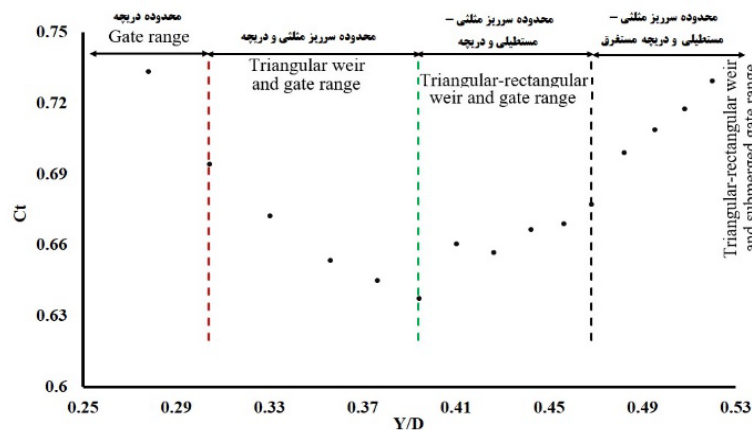 محدوده دریچه
Gate range
محدوده سرریز مثلثی و دریچه
Triangular weir
and gate range
محدوده سرریز مثلثی –
مستطیلی و دریچه
Triangular-rectangular
weir and gate range
محدوده سرریز مثلثی –
مستطیلی و دریچه مستغرق
Triangular-rectangular weir
and submerged gate range
Ct
0.75
0.72
0.69
0.66
0.63
0.6
0.25
0.29
0.33
0.37
0.41
0.45
0.49
0.53
Y/D